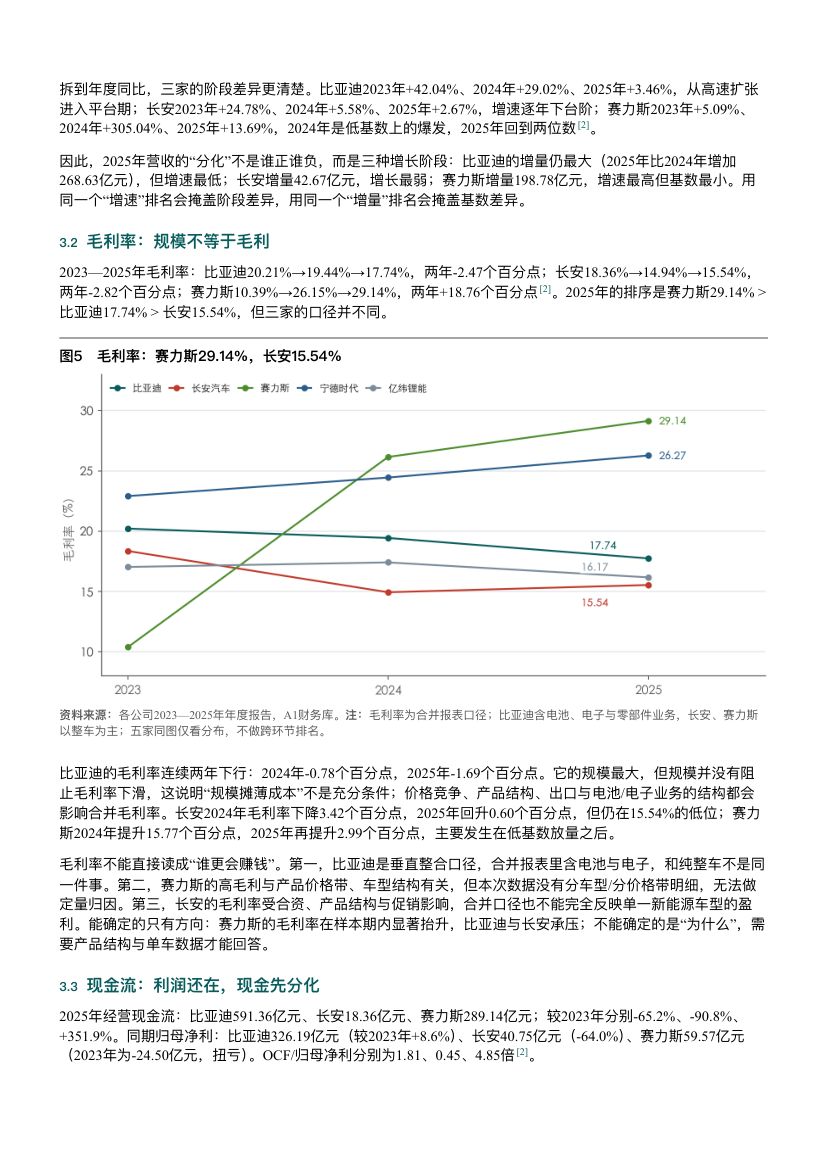 拆到年度同比，三家的阶段差异更清楚。比亚迪2023年+42.04%、2024年+29.02%、2025年+3.46%，从高速扩张
进入平台期；长安2023年+24.78%、2024年+5.58%、2025年+2.67%，增速逐年下台阶；赛力斯2023年+5.09%、
2024年+305.04%、2025年+13.69%，2024年是低基数上的爆发，2025年回到两位数[2]。
因此，2025年营收的“分化”不是谁正谁负，而是三种增长阶段：比亚迪的增量仍最大（2025年比2024年增加
268.63亿元），但增速最低；长安增量42.67亿元，增长最弱；赛力斯增量198.78亿元，增速最高但基数最小。用
同一个“增速”排名会掩盖阶段差异，用同一个“增量”排名会掩盖基数差异。
3.2 毛利率：规模不等于毛利
2023—2025年毛利率：比亚迪20.21%→19.44%→17.74%，两年-2.47个百分点；长安18.36%→14.94%→15.54%，
两年-2.82个百分点；赛力斯10.39%→26.15%→29.14%，两年+18.76个百分点[2]。2025年的排序是赛力斯29.14% >
比亚迪17.74% > 长安15.54%，但三家的口径并不同。
图5 毛利率：赛力斯29.14%，长安15.54%
比亚迪 长安汽车 赛力斯 宁德时代 亿纬锂能
30
29.14
26.27
25
毛利率（%）
20
17.74
16.17
15
15.54
10
2023 2024 2025
资料来源：各公司2023—2025年年度报告，A1财务库。注：毛利率为合并报表口径；比亚迪含电池、电子与零部件业务，长安、赛力斯
以整车为主；五家同图仅看分布，不做跨环节排名。
比亚迪的毛利率连续两年下行：2024年-0.78个百分点，2025年-1.69个百分点。它的规模最大，但规模并没有阻
止毛利率下滑，这说明“规模摊薄成本”不是充分条件；价格竞争、产品结构、出口与电池/电子业务的结构都会
影响合并毛利率。长安2024年毛利率下降3.42个百分点，2025年回升0.60个百分点，但仍在15.54%的低位；赛力
斯2024年提升15.77个百分点，2025年再提升2.99个百分点，主要发生在低基数放量之后。
毛利率不能直接读成“谁更会赚钱”。第一，比亚迪是垂直整合口径，合并报表里含电池与电子，和纯整车不是同
一件事。第二，赛力斯的高毛利与产品价格带、车型结构有关，但本次数据没有分车型/分价格带明细，无法做
定量归因。第三，长安的毛利率受合资、产品结构与促销影响，合并口径也不能完全反映单一新能源车型的盈
利。能确定的只有方向：赛力斯的毛利率在样本期内显著抬升，比亚迪与长安承压；不能确定的是“为什么”，需
要产品结构与单车数据才能回答。
3.3 现金流：利润还在，现金先分化
2025年经营现金流：比亚迪591.36亿元、长安18.36亿元、赛力斯289.14亿元；较2023年分别-65.2%、-90.8%、
+351.9%。同期归母净利：比亚迪326.19亿元（较2023年+8.6%）、长安40.75亿元（-64.0%）、赛力斯59.57亿元
（2023年为-24.50亿元，扭亏）。OCF/归母净利分别为1.81、0.45、4.85倍[2]。